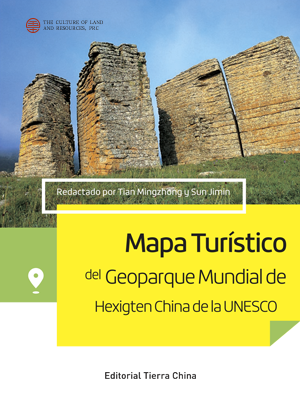 THE CULTURE OF LAND
AND RESOURCES, PRC
Redactado por Tian Mingzhong y Sun Jimin
Mapa Turístico
del Geoparque Mundial de
Hexigten China de la UNESCO
Editorial Tierra China